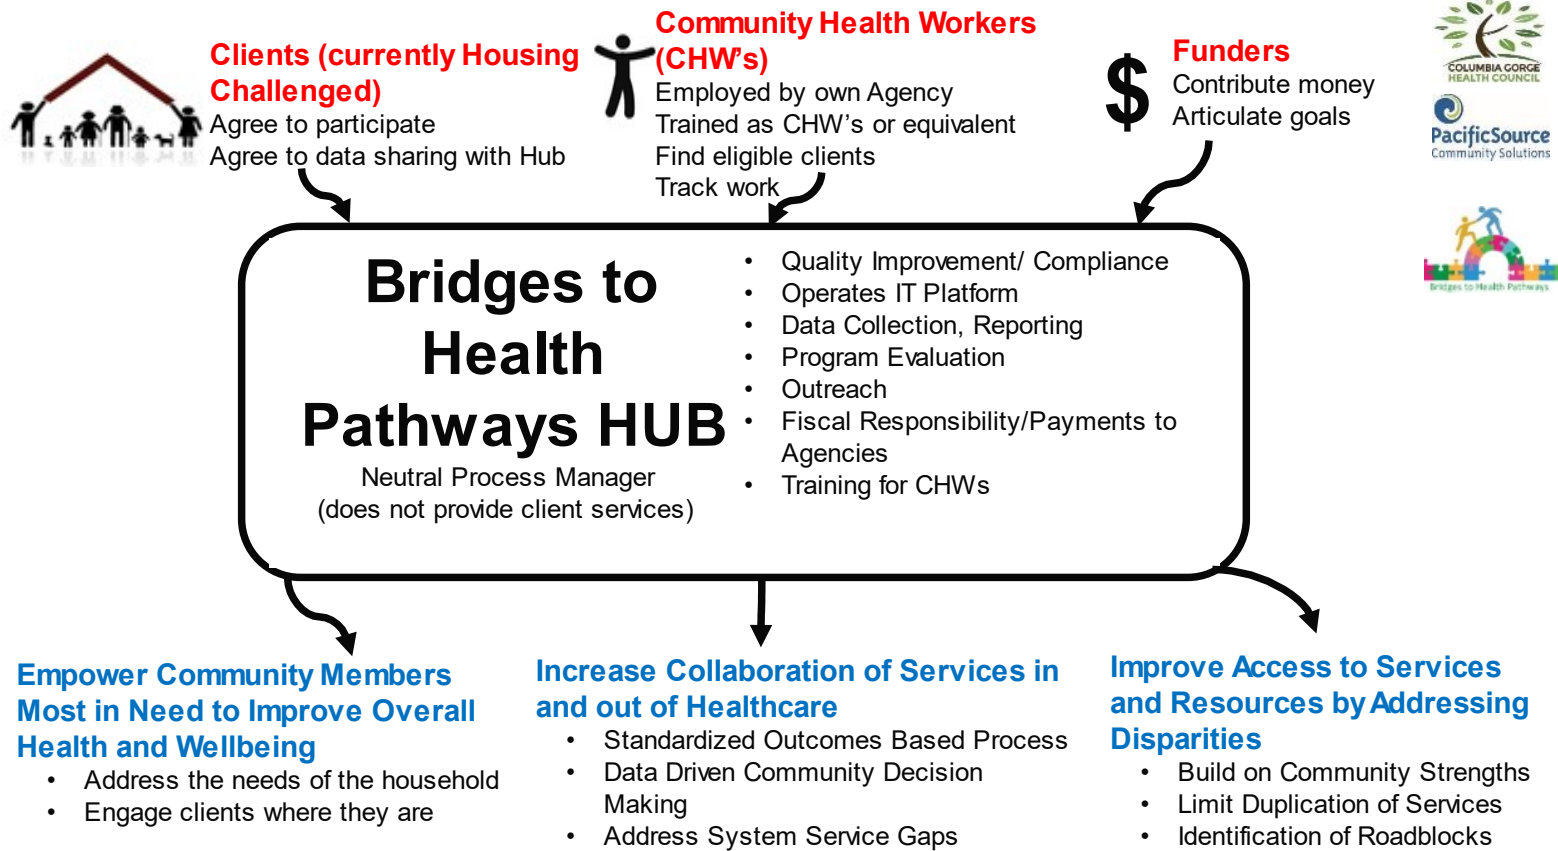 Clients (currently Housing
Challenged)
Agree to participate
Agree to data sharing with Hub
Community Health Workers
(CHW's)
Employed by own Agency
Trained as CHW's or equivalent
Find eligible clients
Track work
$
Funders
Contribute money
Articulate goals
COLUMBIA GORGE
HEALTH COUNCIL
PacificSource
Community Solutions
Bridges to Health Pathways
Bridges to
Health
Pathways HUB
Neutral Process Manager
(does not provide client services)
• Quality Improvement/ Compliance
• Operates IT Platform
• Data Collection, Reporting
• Program Evaluation
• Outreach
• Fiscal Responsibility/Payments to
Agencies
• Training for CHWs
Empower Community Members
Most in Need to Improve Overall
Health and Wellbeing
• Address the needs of the household
• Engage clients where they are
Increase Collaboration of Services in
and out of Healthcare
• Standardized Outcomes Based Process
• Data Driven Community Decision
Making
• Address System Service Gaps
Improve Access to Services
and Resources by Addressing
Disparities
• Build on Community Strengths
• Limit Duplication of Services
• Identification of Roadblocks